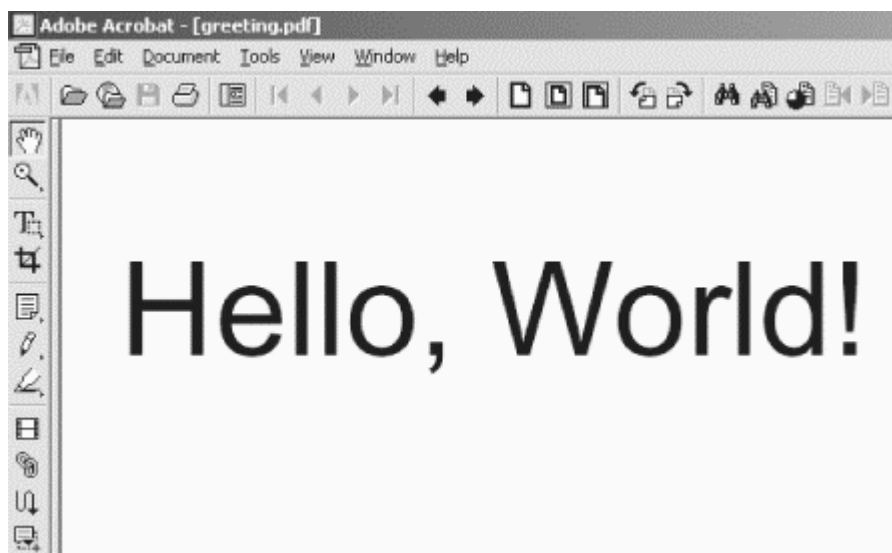 Adobe Acrobat - [greeting.pdf]
File Edit Document Tools View Window Help
Hello, World!